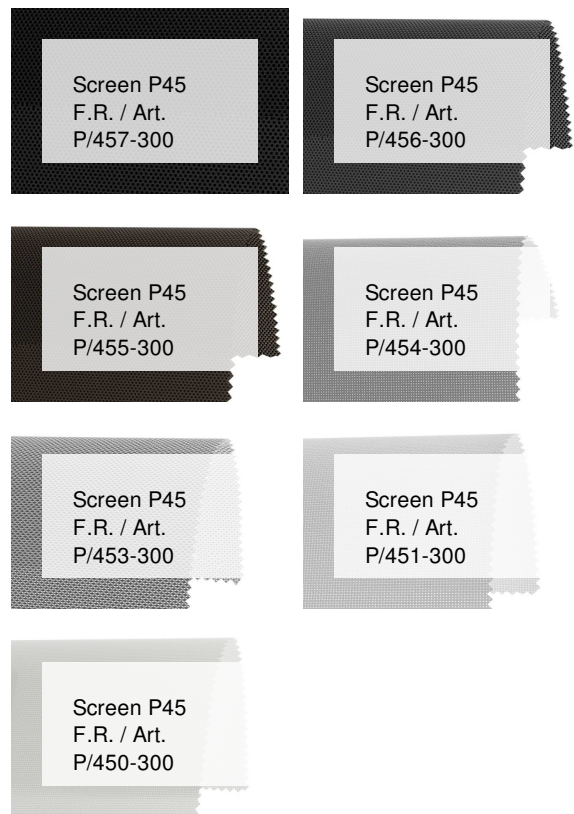 Screen P45
F.R. / Art.
P/457-300
Screen P45
F.R. / Art.
P/456-300
Screen P45
F.R. / Art.
P/455-300
Screen P45
F.R. / Art.
P/454-300
Screen P45
F.R. / Art.
P/453-300
Screen P45
F.R. / Art.
P/451-300
Screen P45
F.R. / Art.
P/450-300